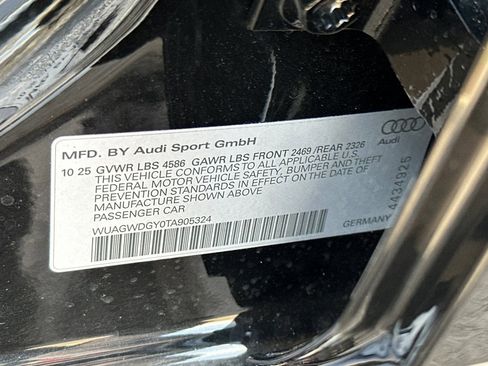 MFD. BY Audi Sport GmbH
10 25 GVWR LBS 4586 GAWR LBS FRONT 2469 /REAR 2326
THIS VEHICLE CONFORMS TO ALL APPLICABLE U.S.
FEDERAL MOTOR VEHICLE SAFETY, BUMPER AND THEFT
PREVENTION STANDARDS IN EFFECT ON THE DATE OF
MANUFACTURE SHOWN ABOVE
PASSENGER CAR
WUAGWDGY0TA905324
Audi
4434925
GERMANY